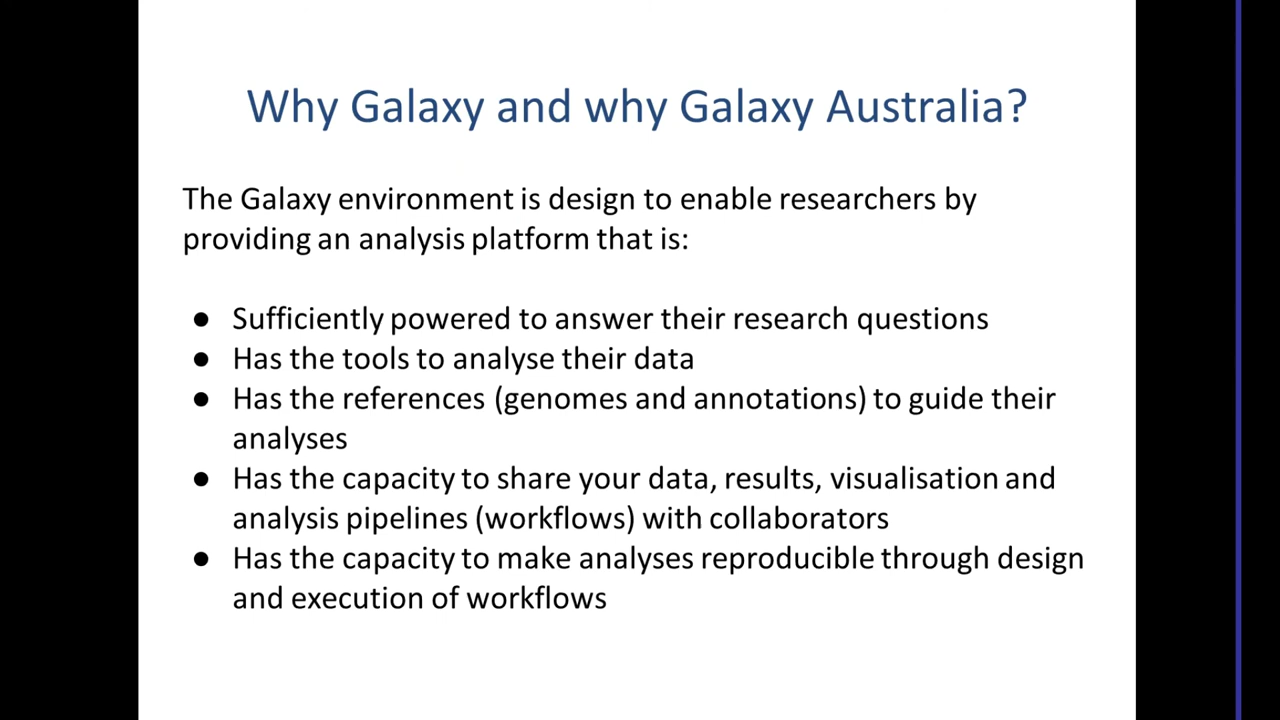 Why Galaxy and why Galaxy Australia?
The Galaxy environment is design to enable researchers by
providing an analysis platform that is:
● Sufficiently powered to answer their research questions
● Has the tools to analyse their data
● Has the references (genomes and annotations) to guide their
analyses
● Has the capacity to share your data, results, visualisation and
analysis pipelines (workflows) with collaborators
● Has the capacity to make analyses reproducible through design
and execution of workflows